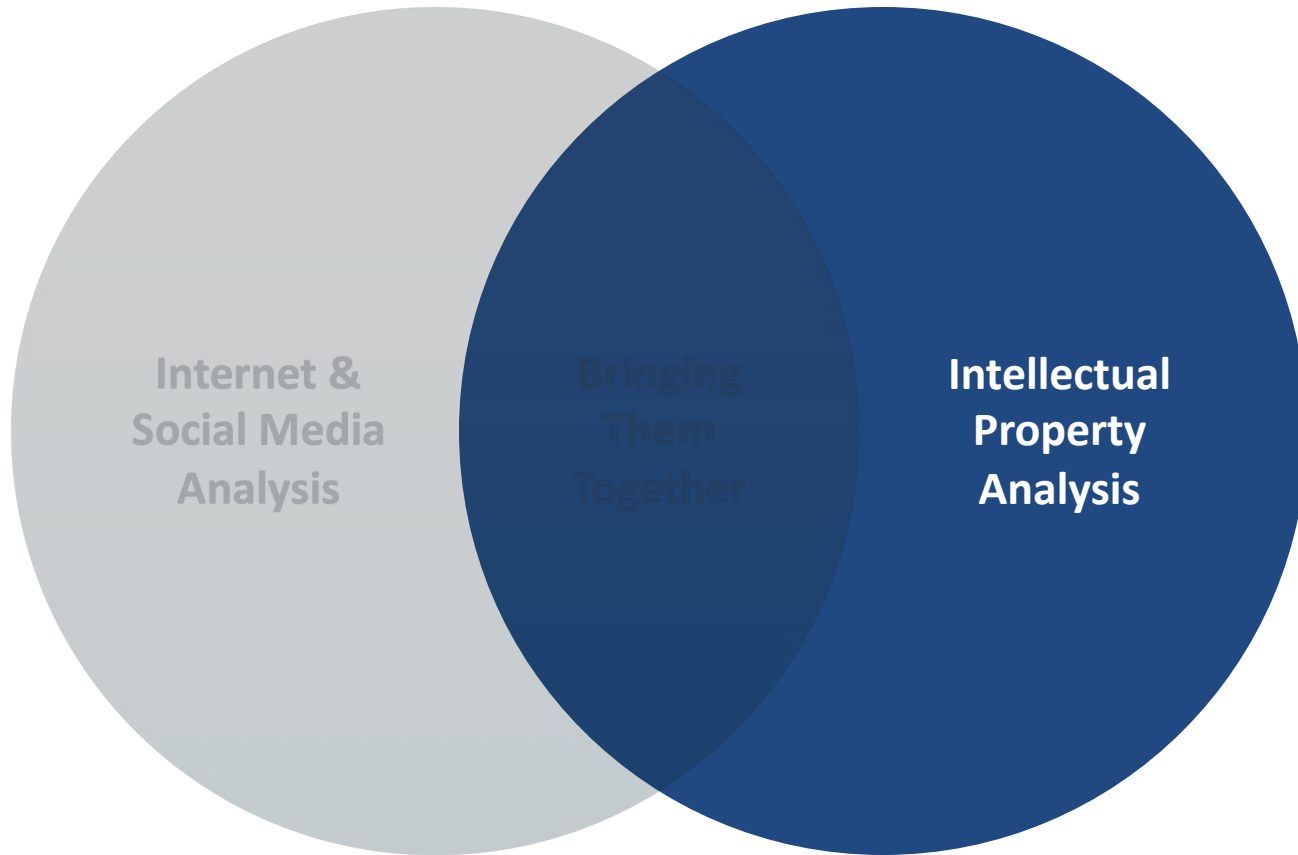 Internet &
Social Media
Analysis
Bringing
Them
Together
Intellectual
Property
Analysis